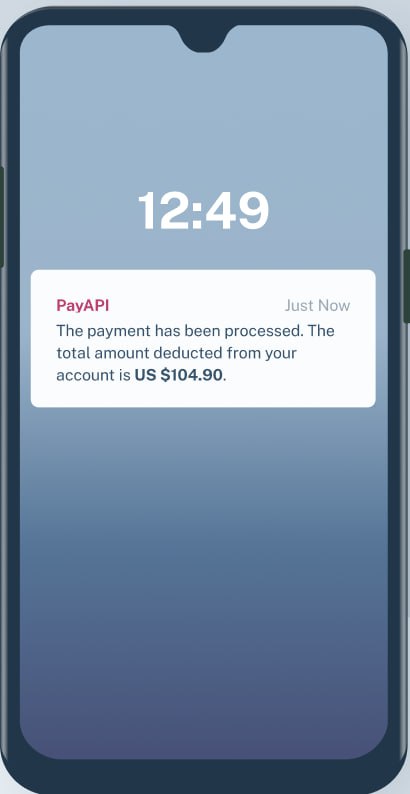 12:49
PayAPI Just Now
The payment has been processed. The
total amount deducted from your
account is US $104.90.